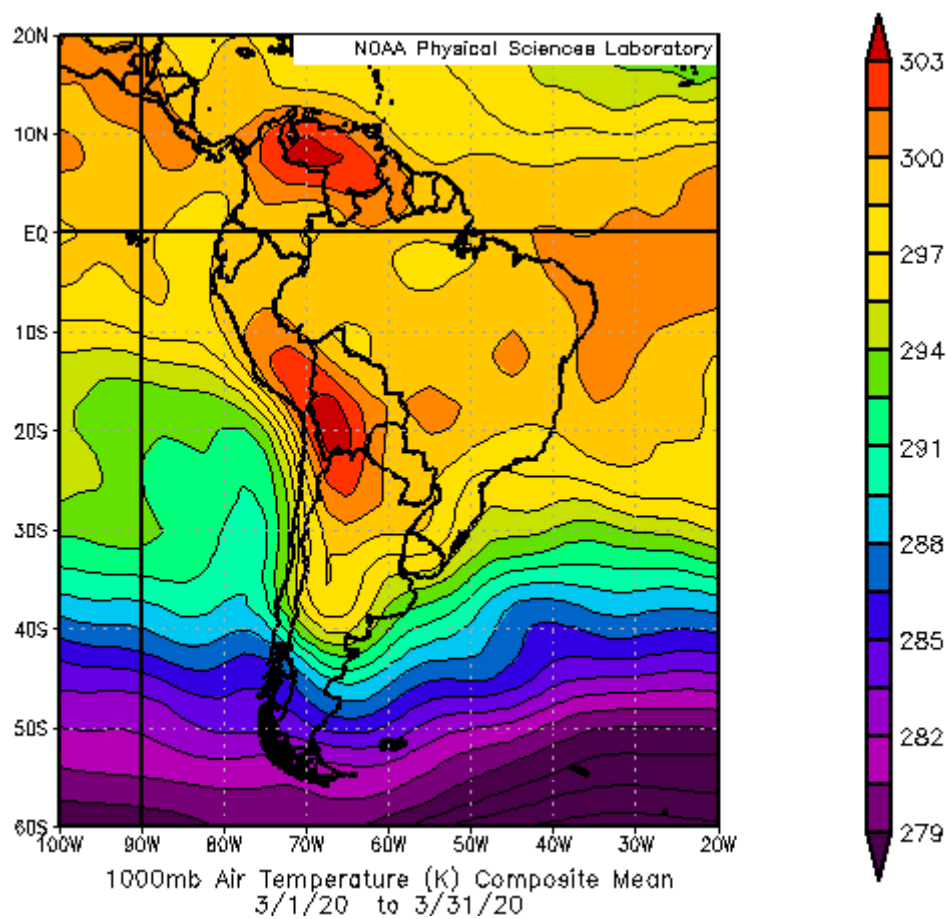 NOAA Physical Sciences Laboratory
20N
10N
EQ
10S
20S
30S
40S
50S
60S
100W 90W 80W 70W 60W 50W 40W 30W 20W
303
300
297
294
291
288
285
282
279
1000mb Air Temperature (K) Composite Mean
3/1/20 to 3/31/20